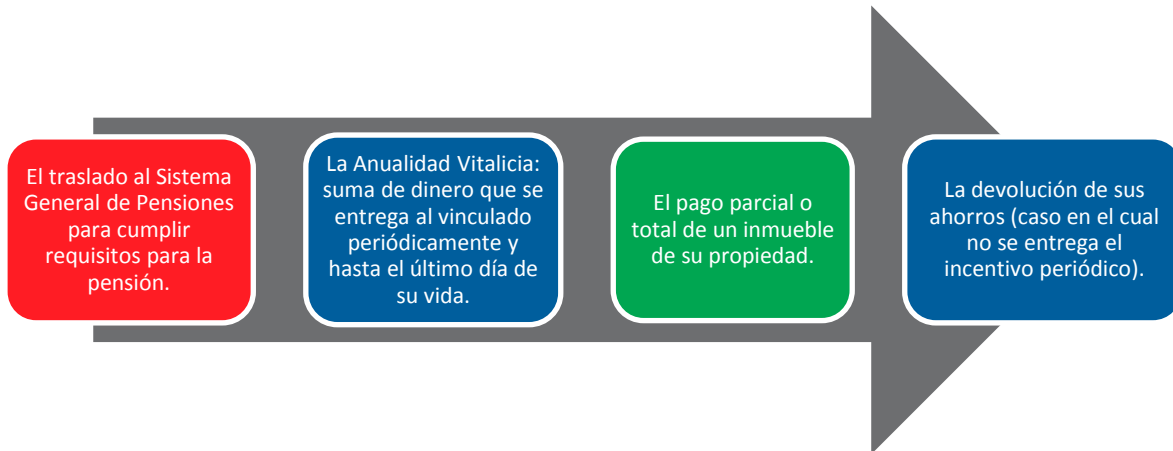 El traslado al Sistema
General de Pensiones
para cumplir
requisitos para la
pensión.
La Anualidad Vitalicia:
suma de dinero que se
entrega al vinculado
periódicamente y
hasta el último día de
su vida.
El pago parcial o
total de un inmueble
de su propiedad.
La devolución de sus
ahorros (caso en el cual
no se entrega el
incentivo periódico).